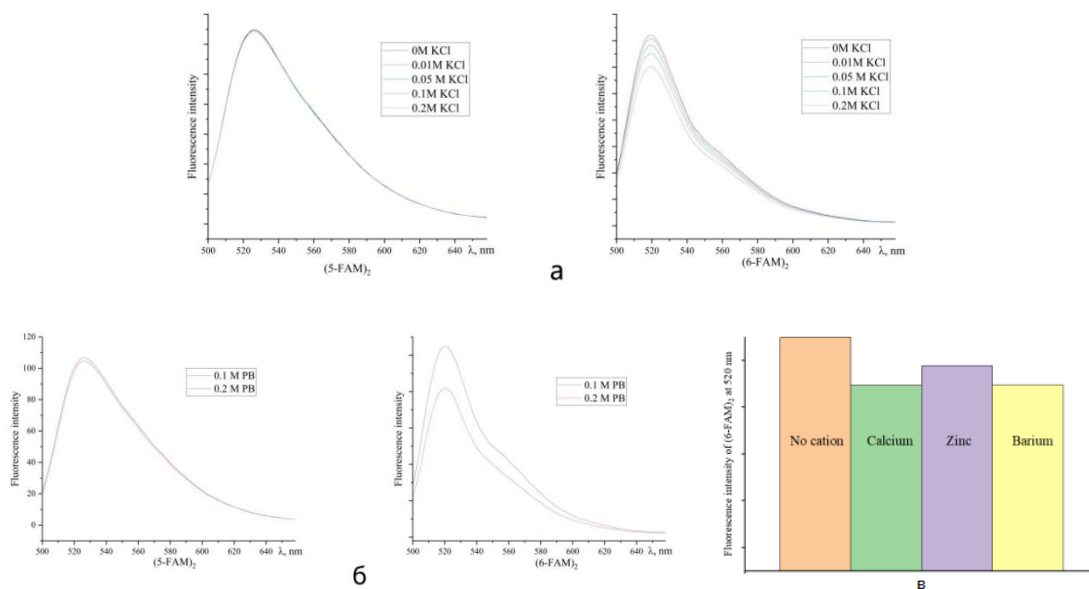 Fluorescence intensity
0M KCl
0.01M KCl
0.05 M KCl
0.1M KCl
0.2M KCl
500 520 540 560 580 600 620 640 λ, nm
(5-FAM)₂
Fluorescence intensity
0M KCl
0.01M KCl
0.05 M KCl
0.1M KCl
0.2M KCl
500 520 540 560 580 600 620 640 λ, nm
(6-FAM)₂
а
Fluorescence intensity
120
100
80
60
40
20
0
0.1 M PB
0.2 M PB
500 520 540 560 580 600 620 640 λ, nm
(5-FAM)₂
Fluorescence intensity
0.1 M PB
0.2 M PB
500 520 540 560 580 600 620 640 λ, nm
(6-FAM)₂
б
Fluorescence intensity of (6-FAM)₂ at 520 nm
No cation
Calcium
Zinc
Barium
в